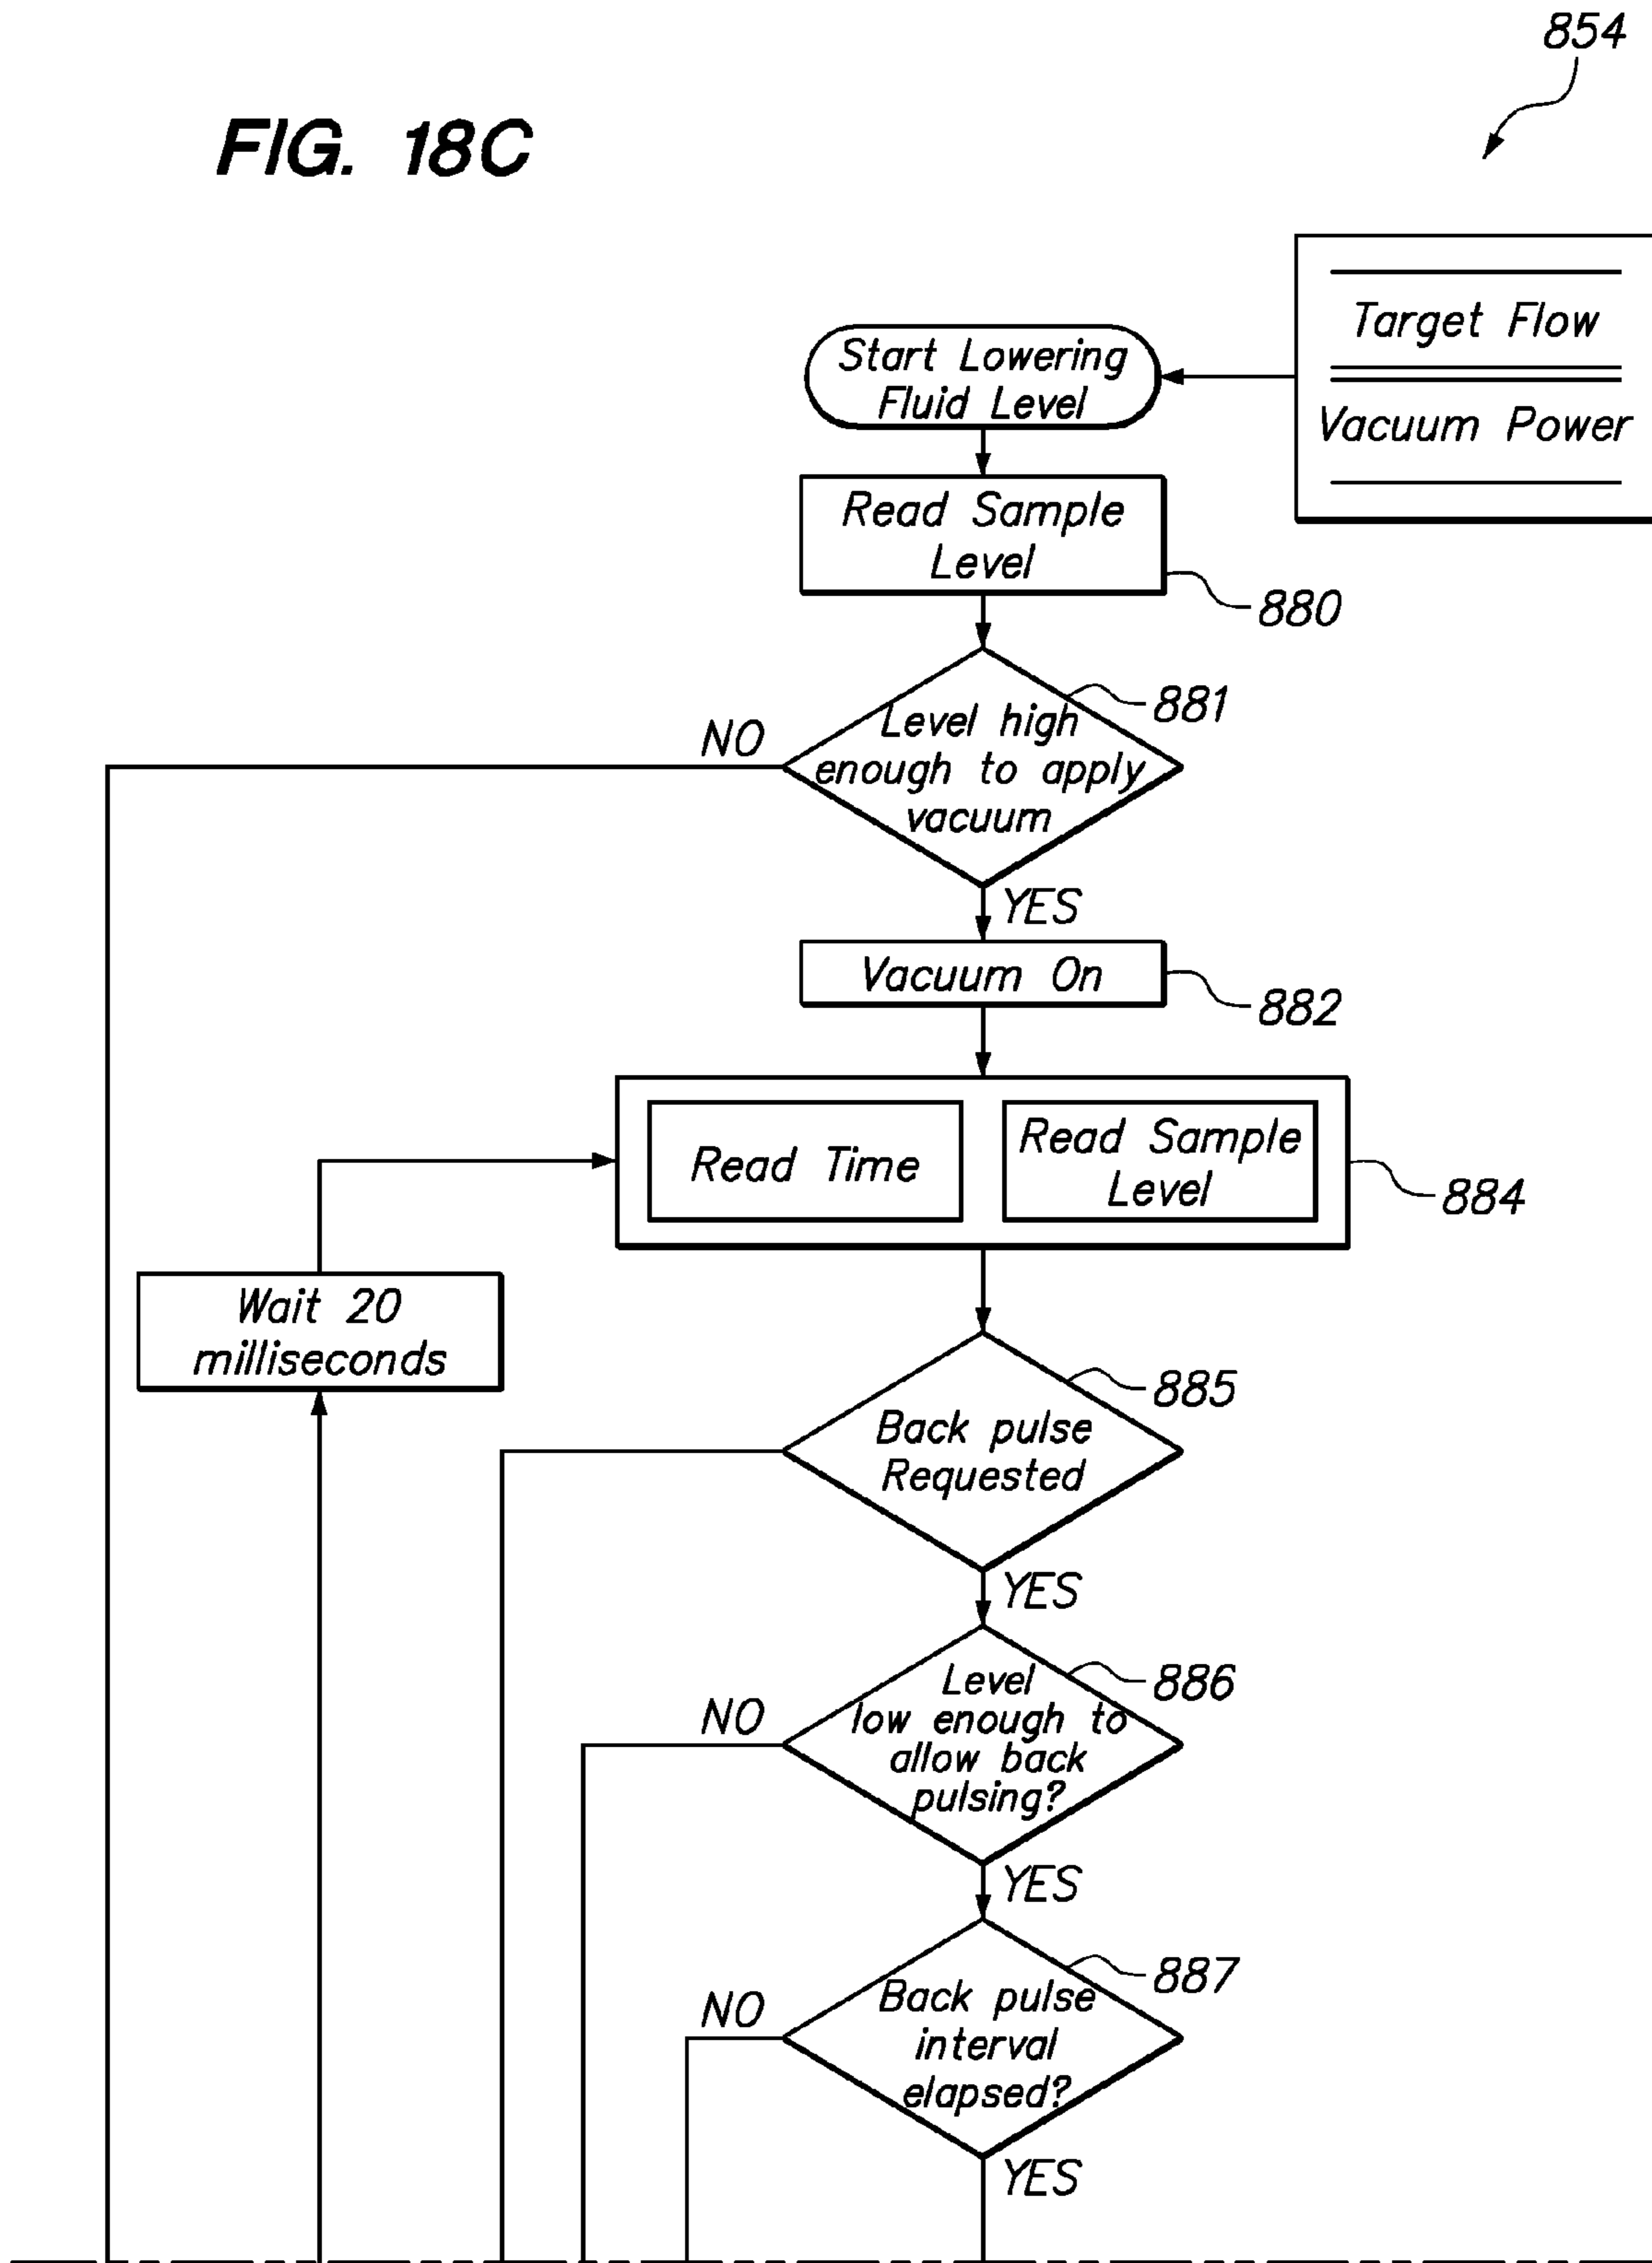 854
FIG. 18C
Target Flow
Vacuum Power
Start Lowering
Fluid Level
Read Sample
Level
880
881
Level high
enough to apply
vacuum
NO
YES
Vacuum On
882
Read Time
Read Sample
Level
884
Wait 20
milliseconds
885
Back pulse
Requested
YES
886
Level
low enough to
allow back
pulsing?
NO
YES
887
Back pulse
interval
elapsed?
NO
YES